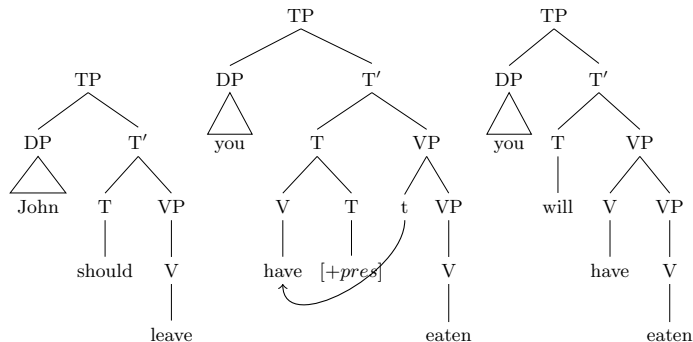 TP
DP T′
John T VP
should V
leave
TP
DP T′
you T VP
V T t VP
have [+pres] V
eaten
TP
DP T′
you T VP
will V VP
have V
eaten